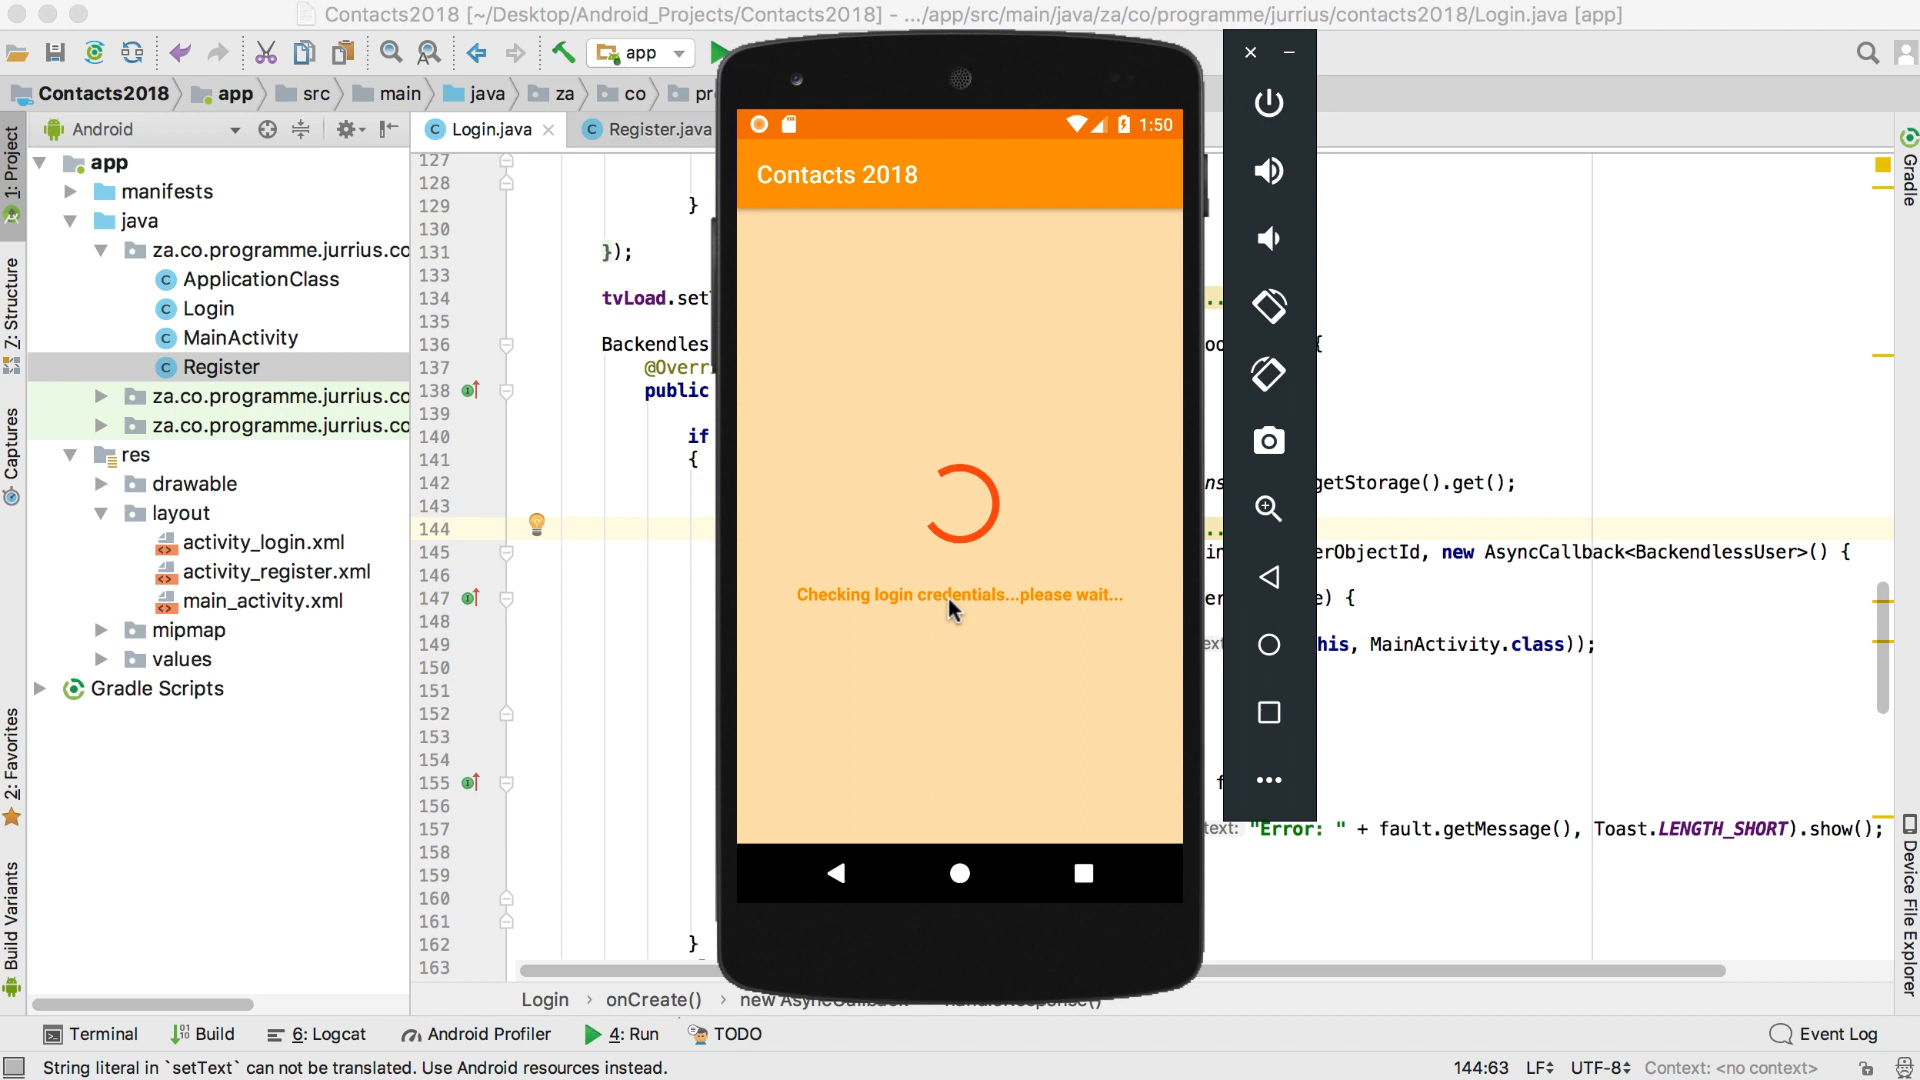 Contacts2018 [~/Desktop/Android_Projects/Contacts2018] - .../app/src/main/java/za/co/programme/jurrius/contacts2018/Login.java [app]
app
Contacts2018 app src main java za co pr
1: Project
7: Structure
Captures
2: Favorites
Build Variants
Android
app
manifests
java
za.co.programme.jurrius.co
ApplicationClass
Login
MainActivity
Register
za.co.programme.jurrius.co
za.co.programme.jurrius.co
res
drawable
layout
activity_login.xml
activity_register.xml
main_activity.xml
mipmap
values
Gradle Scripts
Login.java Register.java
127
128
129 }
130
131 });
133
134 tvLoad.set
135
136 Backendles {
137 @Overr
138 public
139
140 if
141 {
142 getStorage().get();
143
144
145 erObjectId, new AsyncCallback<BackendlessUser>() {
146
147 e) {
148
149 his, MainActivity.class));
150
151
152
153
154
155
156
157 text: "Error: " + fault.getMessage(), Toast.LENGTH_SHORT).show();
158
159
160
161
162 }
163
1:50
Contacts 2018
Checking login credentials...please wait...
Gradle
Device File Explorer
Login › onCreate() ›
Terminal Build 6: Logcat Android Profiler 4: Run TODO Event Log
String literal in `setText` can not be translated. Use Android resources instead. 144:63 LF UTF-8 Context: <no context>